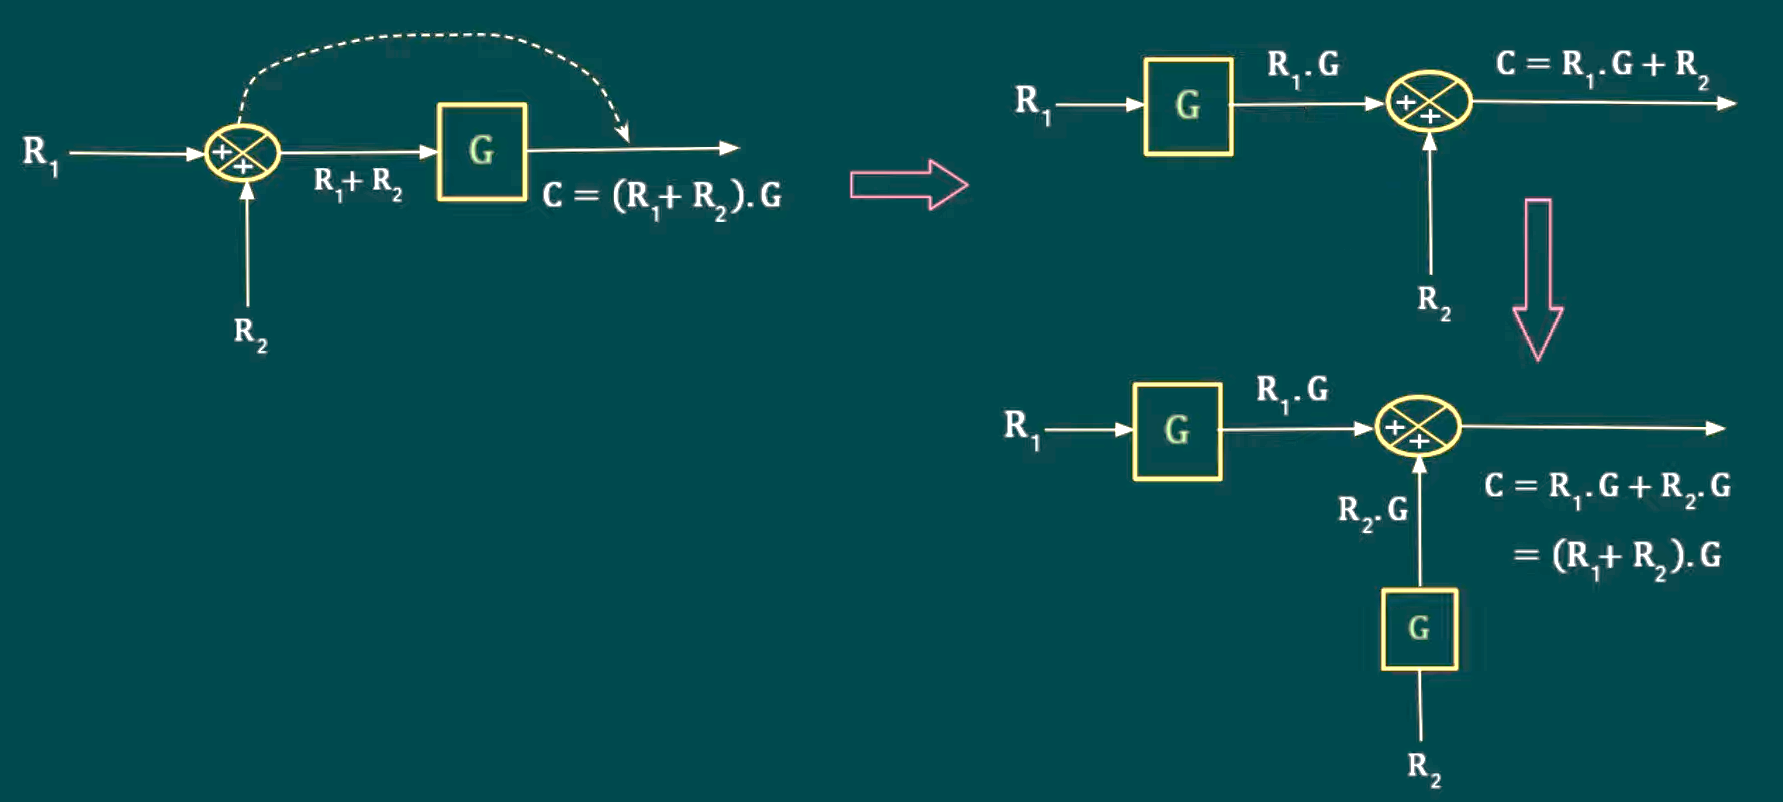 R₁
+
+
R₁+ R₂
G
C = (R₁+ R₂).G
R₂
R₁
G
R₁.G
+
+
C = R₁.G + R₂
R₂
R₁
G
R₁.G
+
+
R₂.G
C = R₁.G + R₂.G
= (R₁+ R₂).G
G
R₂